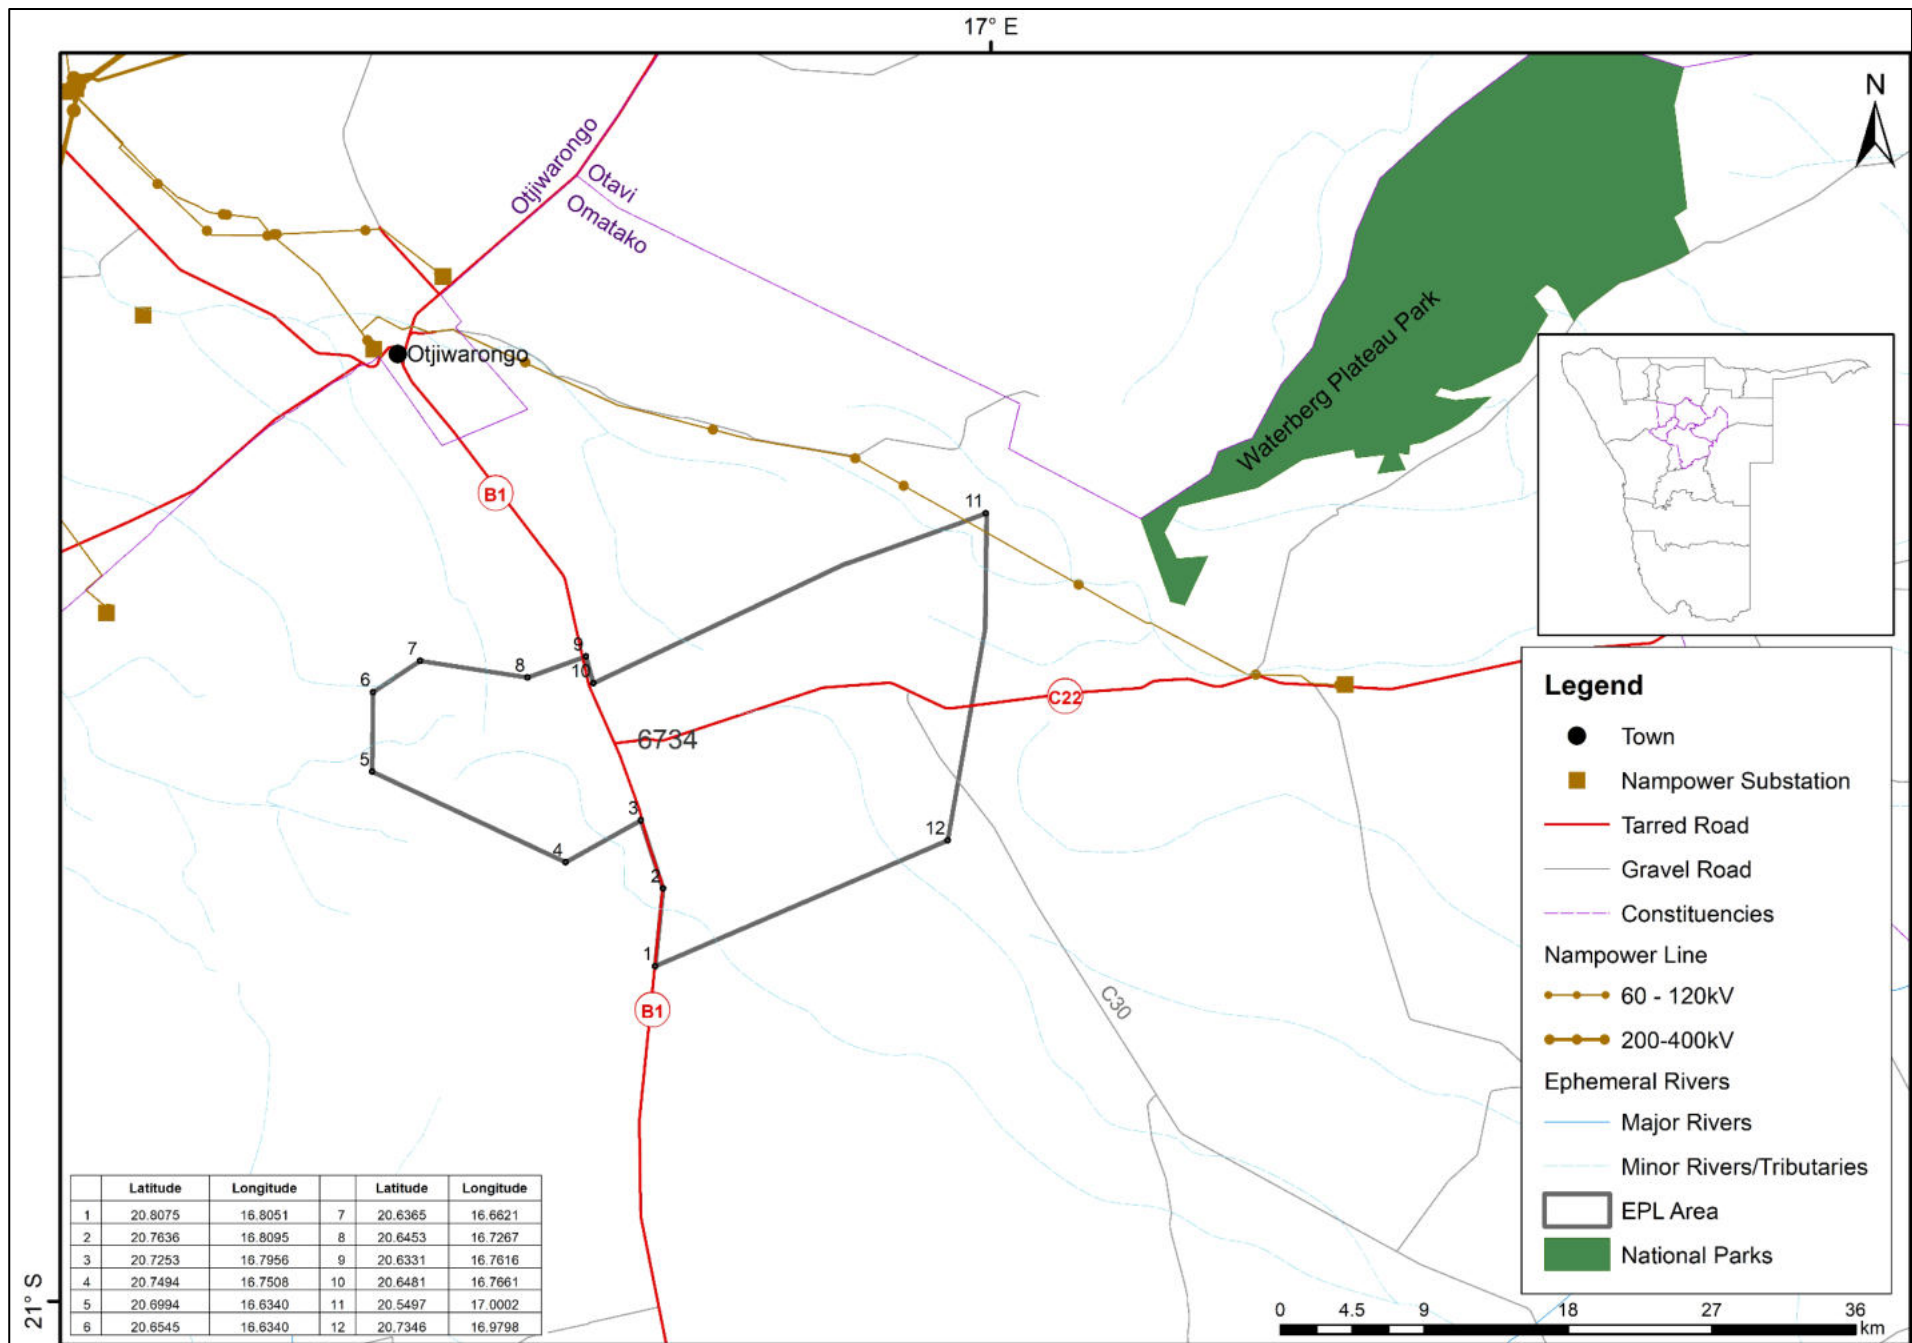 17° E
N
Otjiwarongo
Otavi
Omatako
Otjiwarongo
Waterberg Plateau Park
B1
11
9
10
7
8
6
C22
6734
5
3
4
12
2
1
B1
C30
21° S
Latitude Longitude Latitude Longitude
1 20.8075 16.8051 7 20.6365 16.6621
2 20.7636 16.8095 8 20.6453 16.7267
3 20.7253 16.7956 9 20.6331 16.7616
4 20.7494 16.7508 10 20.6481 16.7661
5 20.6994 16.6340 11 20.5497 17.0002
6 20.6545 16.6340 12 20.7346 16.9798
Legend
Town
Nampower Substation
Tarred Road
Gravel Road
Constituencies
Nampower Line
60 - 120kV
200-400kV
Ephemeral Rivers
Major Rivers
Minor Rivers/Tributaries
EPL Area
National Parks
0 4.5 9 18 27 36
km